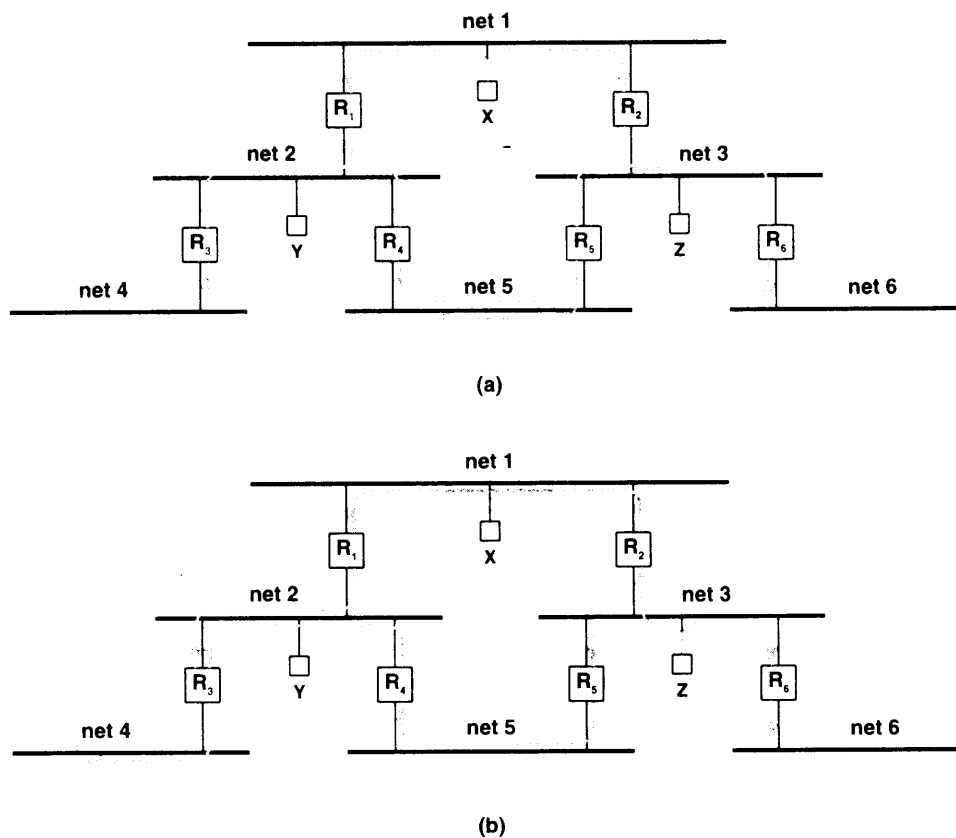 net 1
R₁
X
R₂
net 2
net 3
R₃
Y
R₄
R₅
Z
R₆
net 4
net 5
net 6
(a)
net 1
R₁
X
R₂
net 2
net 3
R₃
Y
R₄
R₅
Z
R₆
net 4
net 5
net 6
(b)